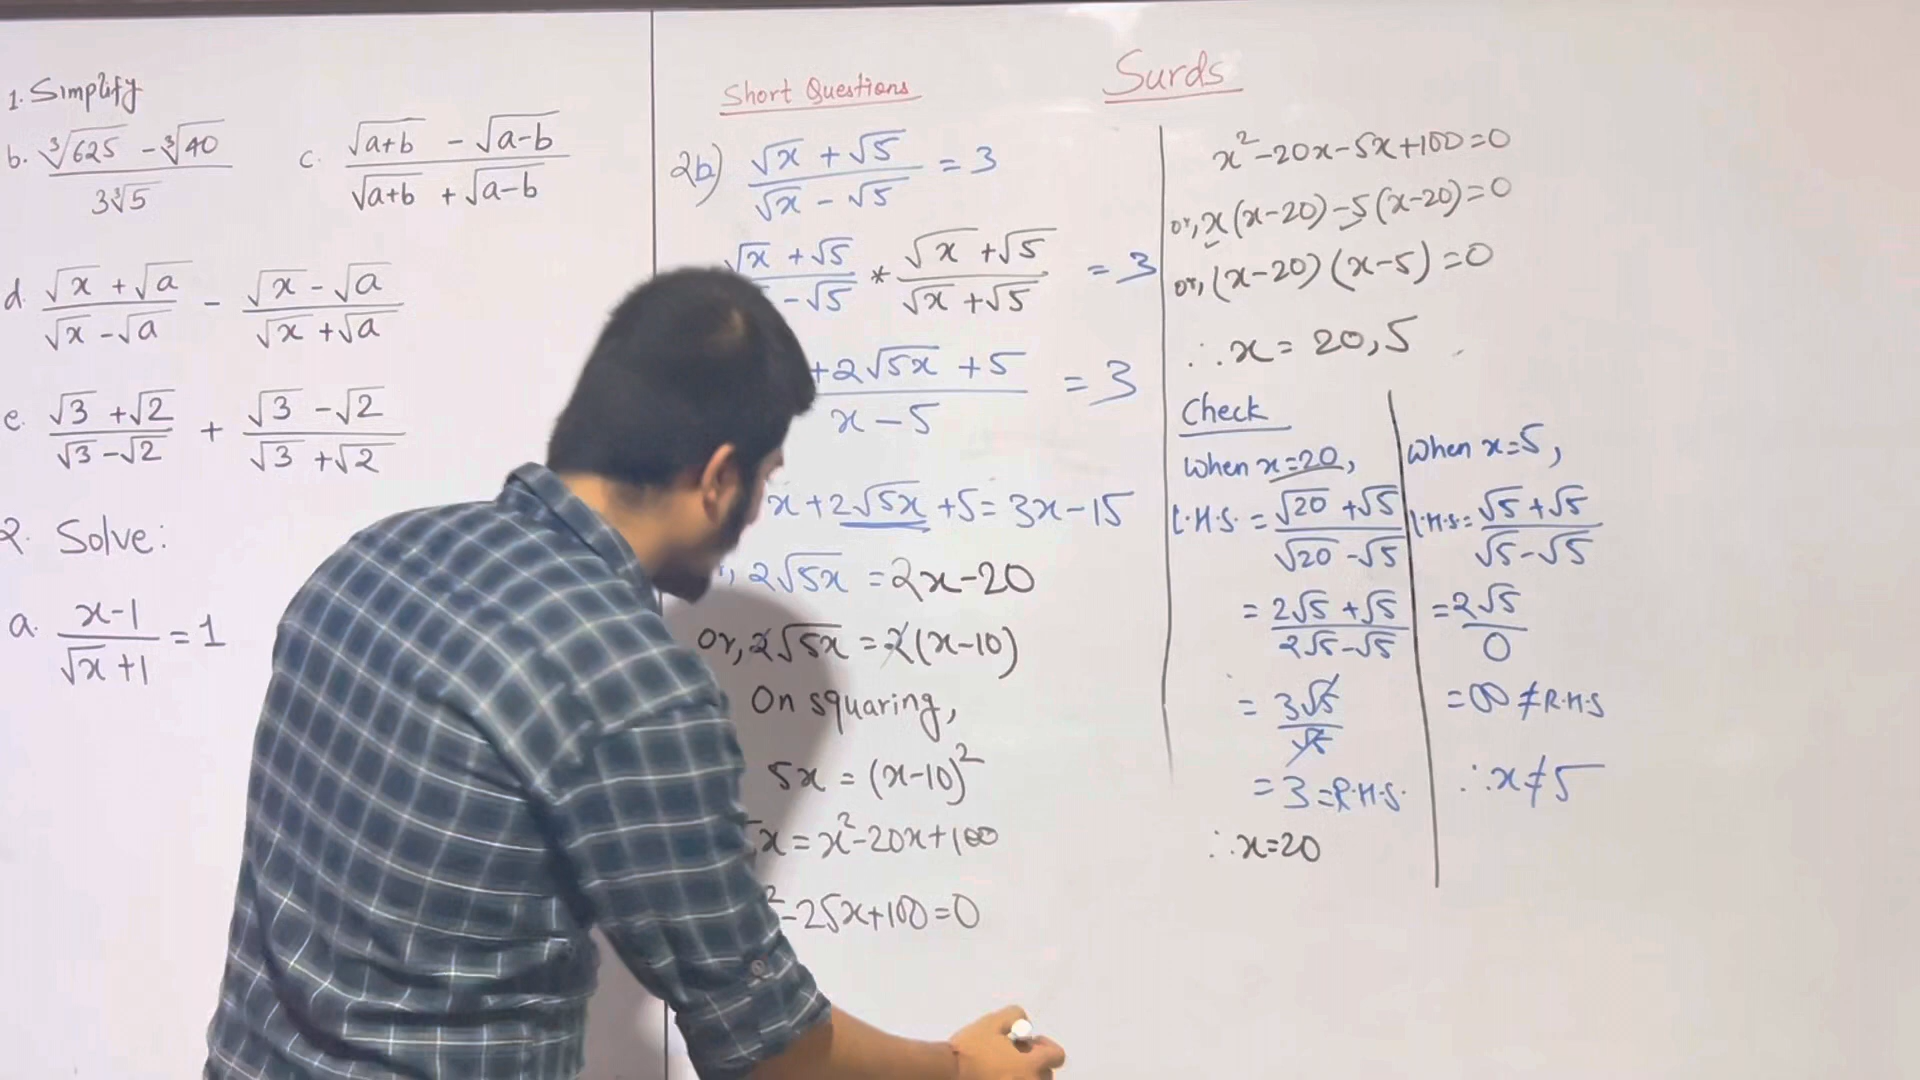 1. Simplify
b. (∛625 - ∛40) / (3∛5)
c. (√(a+b) - √(a-b)) / (√(a+b) + √(a-b))
d. (√x + √a) / (√x - √a) - (√x - √a) / (√x + √a)
e. (√3 + √2) / (√3 - √2) + (√3 - √2) / (√3 + √2)
2. Solve:
a. (x-1) / (√x + 1) = 1
Short Questions
Surds
2b) (√x + √5) / (√x - √5) = 3
√x + √5 / - √5 * (√x + √5) / (√x + √5) = 3
+2√5x + 5 / x - 5 = 3
x + 2√5x + 5 = 3x - 15
2√5x = 2x - 20
or, 2√5x = 2(x-10)
On squaring,
5x = (x-10)²
x = x² - 20x + 100
² - 25x + 100 = 0
x² - 20x - 5x + 100 = 0
or, x(x-20) - 5(x-20) = 0
or, (x-20)(x-5) = 0
∴ x = 20, 5
Check
When x=20,
L.H.S. = (√20 + √5) / (√20 - √5)
= (2√5 + √5) / (2√5 - √5)
= 3√5 / √5
= 3 = R.H.S.
∴ x = 20
When x=5,
L.H.S = (√5 + √5) / (√5 - √5)
= 2√5 / 0
= ∞ ≠ R.H.S
∴ x ≠ 5